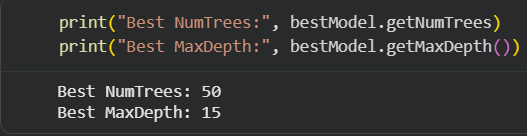 print("Best NumTrees:", bestModel.getNumTrees)
print("Best MaxDepth:", bestModel.getMaxDepth())
Best NumTrees: 50
Best MaxDepth: 15